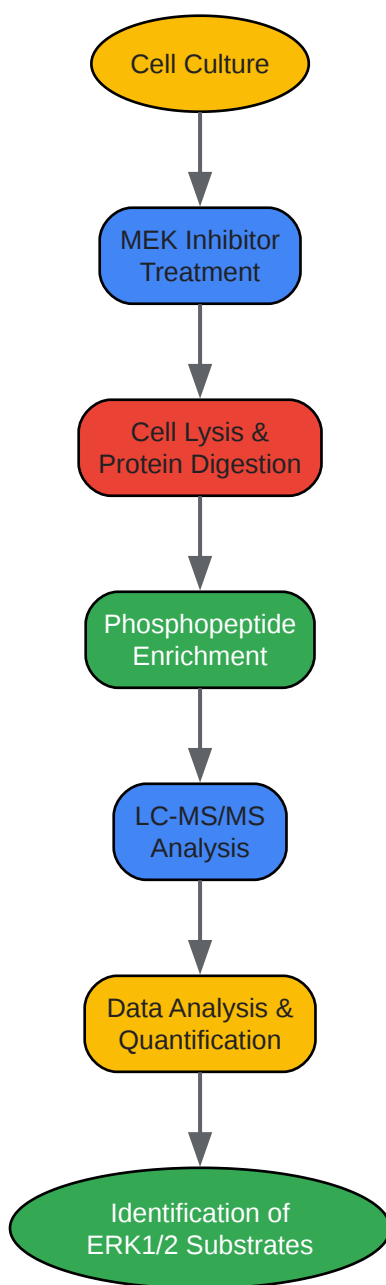 Cell Culture
MEK Inhibitor
Treatment
Cell Lysis &
Protein Digestion
Phosphopeptide
Enrichment
LC-MS/MS
Analysis
Data Analysis &
Quantification
Identification of
ERK1/2 Substrates